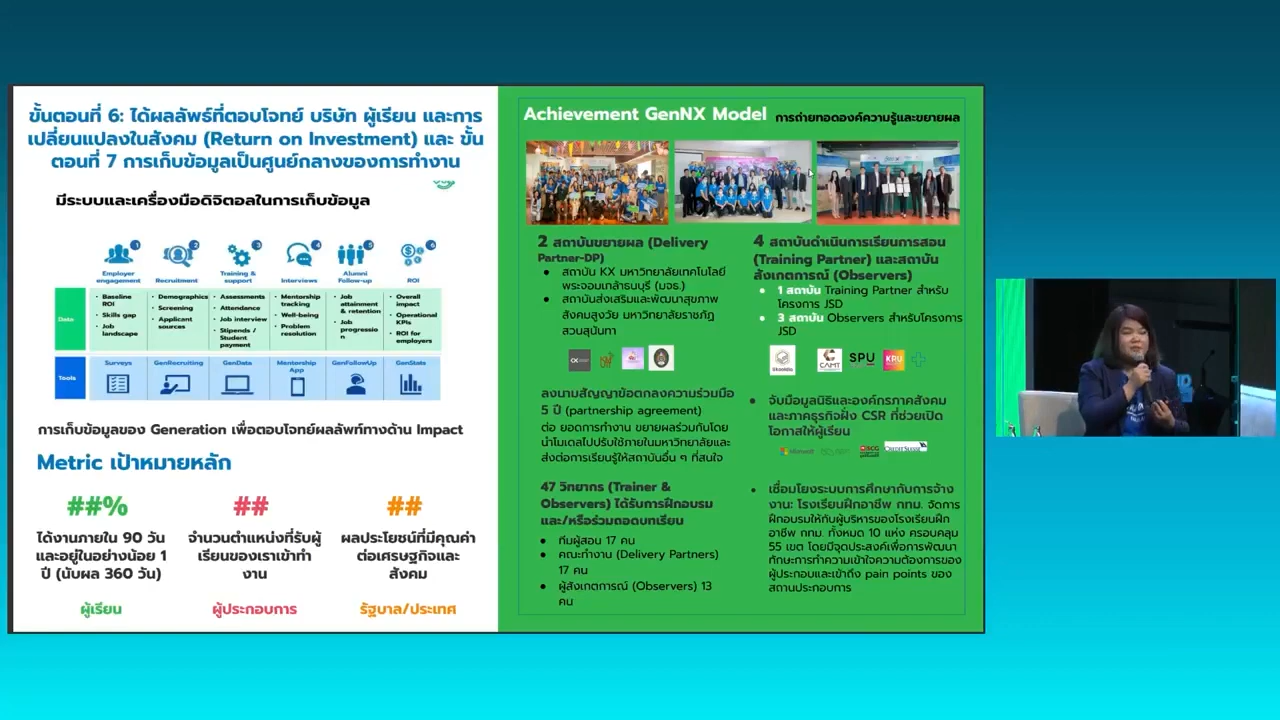 ขั้นตอนที่ 6: ได้ผลลัพธ์ที่ตอบโจทย์ บริษัท ผู้เรียน และการ
เปลี่ยนแปลงในสังคม (Return on Investment) และ ขั้น
ตอนที่ 7 การเก็บข้อมูลเป็นศูนย์กลางของการทำงาน
มีระบบและเครื่องมือดิจิตอลในการเก็บข้อมูล
1 2 3 4 5 6
Employer engagement
Recruitment
Training & support
Interviews
Alumni Follow-up
ROI
Data
• Baseline ROI
• Skills gap
• Job landscape
• Demographics
• Screening
• Applicant sources
• Assessments
• Attendance
• Job interview
• Stipends / Student payment
• Mentorship tracking
• Well-being
• Problem resolution
• Job attainment & retention
• Job progression
• Overall impact
• Operational KPIs
• ROI for employers
Tools
Surveys
GenRecruiting
GenData
Mentorship App
GenFollowUp
GenStats
การเก็บข้อมูลของ Generation เพื่อตอบโจทย์ผลลัพท์ทางด้าน Impact
Metric เป้าหมายหลัก
##%
ได้งานภายใน 90 วัน
และอยู่ในอย่างน้อย 1
ปี (นับผล 360 วัน)
ผู้เรียน
##
จำนวนตำแหน่งที่รับผู้
เรียนของเราเข้าทำ
งาน
ผู้ประกอบการ
##
ผลประโยชน์ที่มีคุณค่า
ต่อเศรษฐกิจและ
สังคม
รัฐบาล/ประเทศ
Achievement GenNX Model การถ่ายทอดองค์ความรู้และขยายผล
2 สถาบันขยายผล (Delivery
Partner-DP)
● สถาบัน KX มหาวิทยาลัยเทคโนโลยี
พระจอมเกล้าธนบุรี (มจธ.)
● สถาบันส่งเสริมและพัฒนาสุขภาพ
สังคมสูงวัย มหาวิทยาลัยราชภัฏ
สวนสุนันทา
ลงนามสัญญาข้อตกลงความร่วมมือ
5 ปี (partnership agreement)
ต่อ ยอดการทำงาน ขยายผลร่วมกันโดย
นำโมเดลไปปรับใช้ภายในมหาวิทยาลัยและ
ส่งต่อการเรียนรู้ให้สถาบันอื่น ๆ ที่สนใจ
47 วิทยากร (Trainer &
Observers) ได้รับการฝึกอบรม
และ/หรือร่วมถอดบทเรียน
● ทีมผู้สอน 17 คน
● คณะทำงาน (Delivery Partners)
17 คน
● ผู้สังเกตการณ์ (Observers) 13
คน
4 สถาบันดำเนินการเรียนการสอน
(Training Partner) และสถาบัน
สังเกตการณ์ (Observers)
● 1 สถาบัน Training Partner สำหรับ
โครงการ JSD
● 3 สถาบัน Observers สำหรับโครงการ
JSD
Skooldio
CAMT
SPU
KRU
● จับมือมูลนิธิและองค์กรภาคสังคม
และภาคธุรกิจฝั่ง CSR ที่ช่วยเปิด
โอกาสให้ผู้เรียน
Microsoft
SCG
● เชื่อมโยงระบบการศึกษากับการจ้าง
งาน: โรงเรียนฝึกอาชีพ กทม. จัดการ
ฝึกอบรมให้กับผู้บริหารของโรงเรียนฝึก
อาชีพ กทม. ทั้งหมด 10 แห่ง ครอบคลุม
55 เขต โดยมีจุดประสงค์เพื่อการพัฒนา
ทักษะการทำความเข้าใจความต้องการของ
ผู้ประกอบและเข้าถึง pain points ของ
สถานประกอบการ